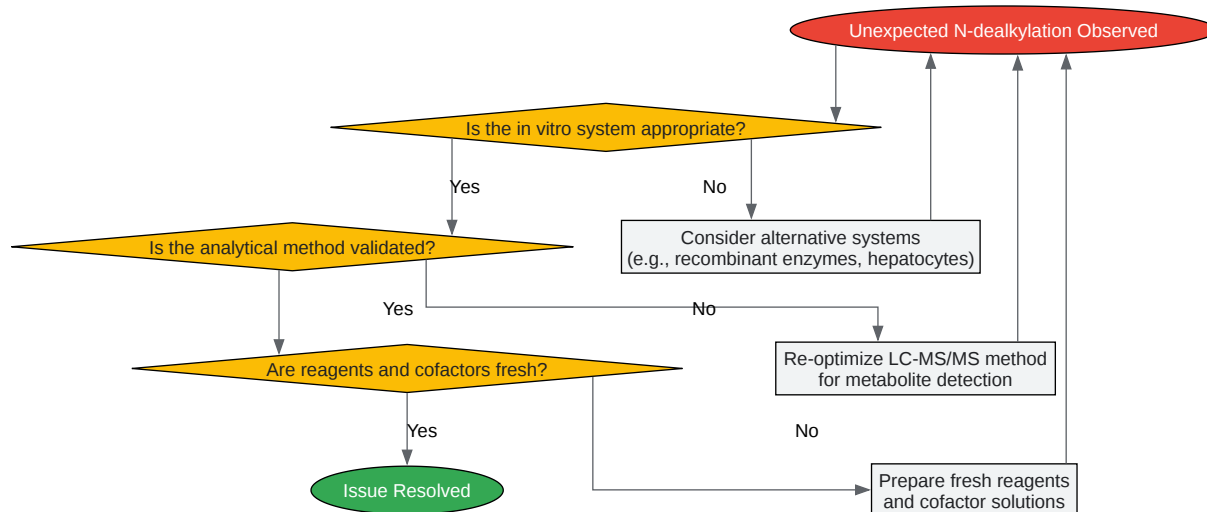 Unexpected N-dealkylation Observed
Is the in vitro system appropriate?
Yes
No
Is the analytical method validated?
Consider alternative systems
(e.g., recombinant enzymes, hepatocytes)
Yes
No
Are reagents and cofactors fresh?
Re-optimize LC-MS/MS method
for metabolite detection
Yes
No
Issue Resolved
Prepare fresh reagents
and cofactor solutions